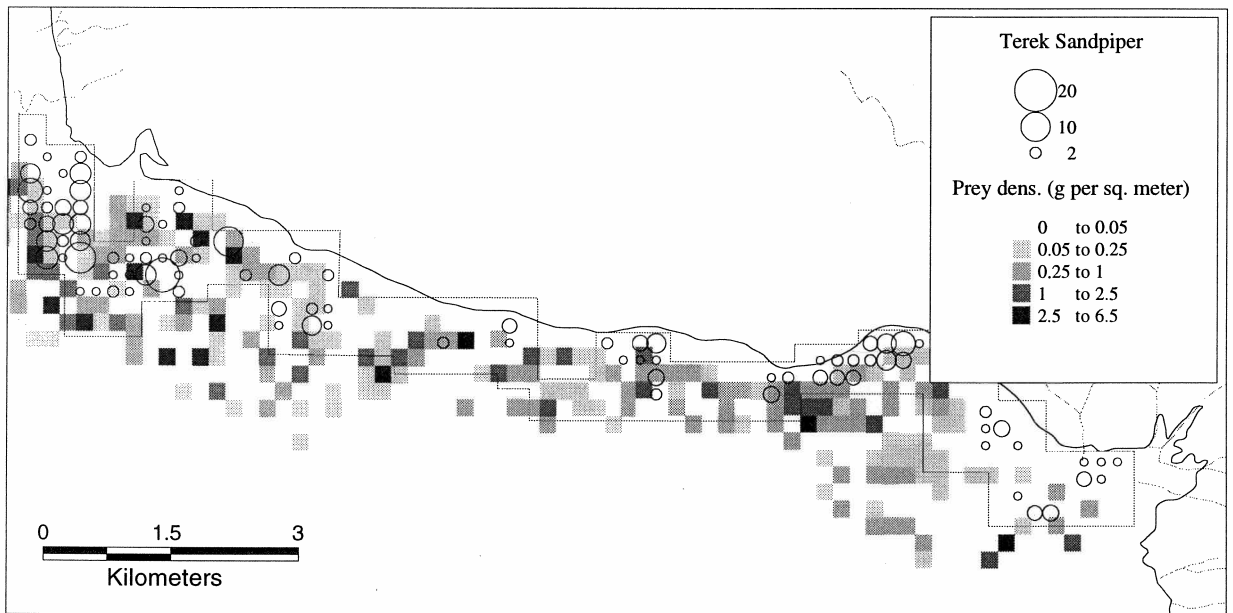 Terek Sandpiper
20
10
2
Prey dens. (g per sq. meter)
0 to 0.05
0.05 to 0.25
0.25 to 1
1 to 2.5
2.5 to 6.5
0 1.5 3
Kilometers